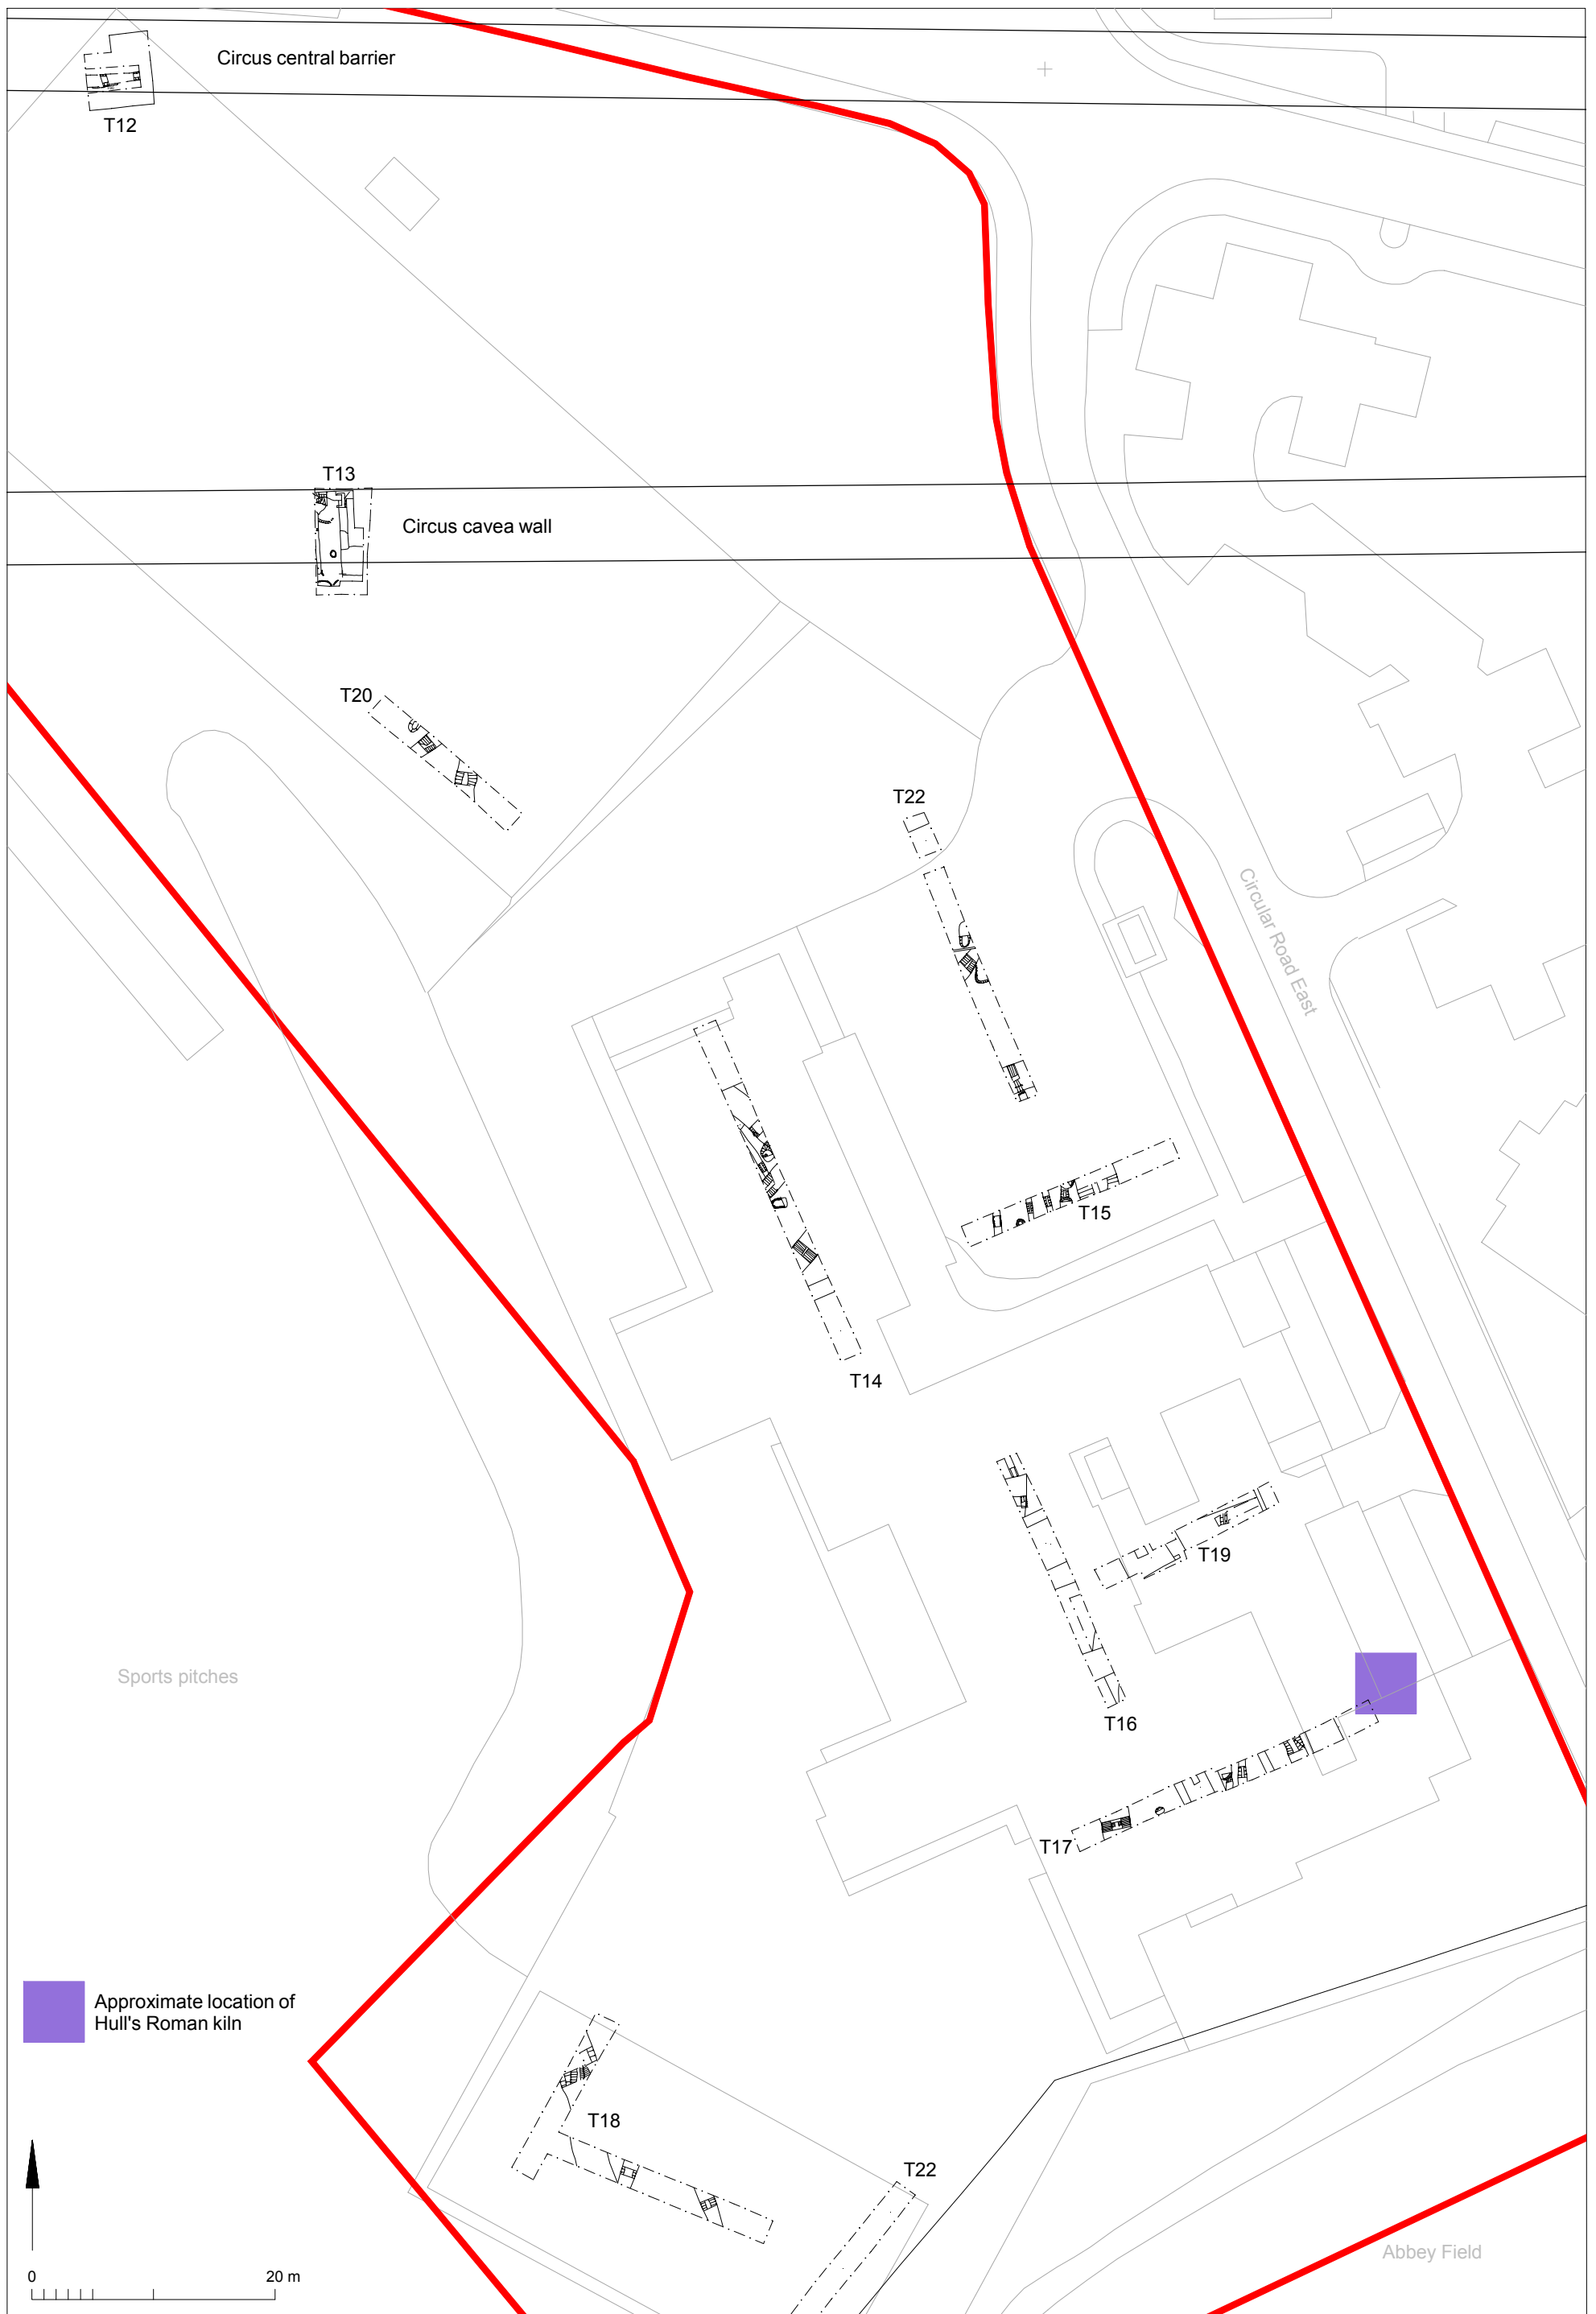 Circus central barrier
T12
T13
Circus cavea wall
T20
T22
Circular Road East
T15
T14
T19
Sports pitches
T16
T17
Approximate location of
Hull's Roman kiln
T18
T22
Abbey Field
0
20 m